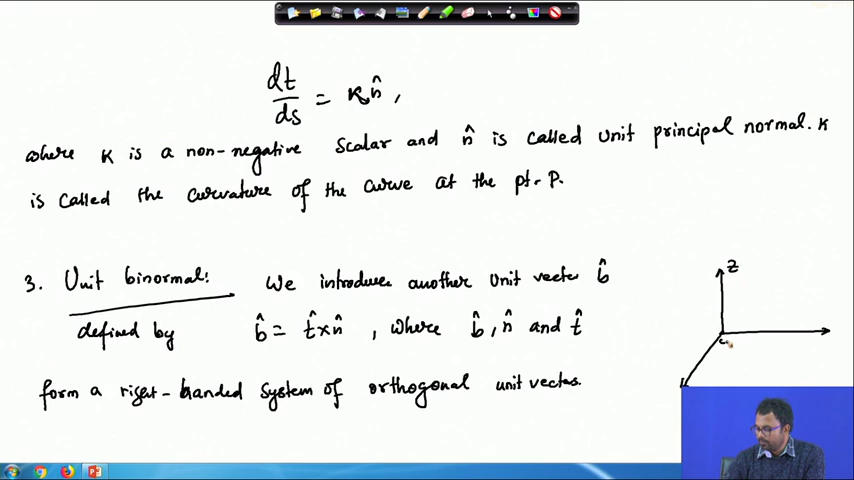 dt/ds = κn̂,
where κ is a non-negative scalar and n̂ is called unit principal normal. κ
is called the curvature of the curve at the pt. P.
3. Unit binormal: We introduce another unit vector b̂
defined by b̂ = t̂×n̂, where b̂, n̂ and t̂
form a right-handed system of orthogonal unit vectors.
Z